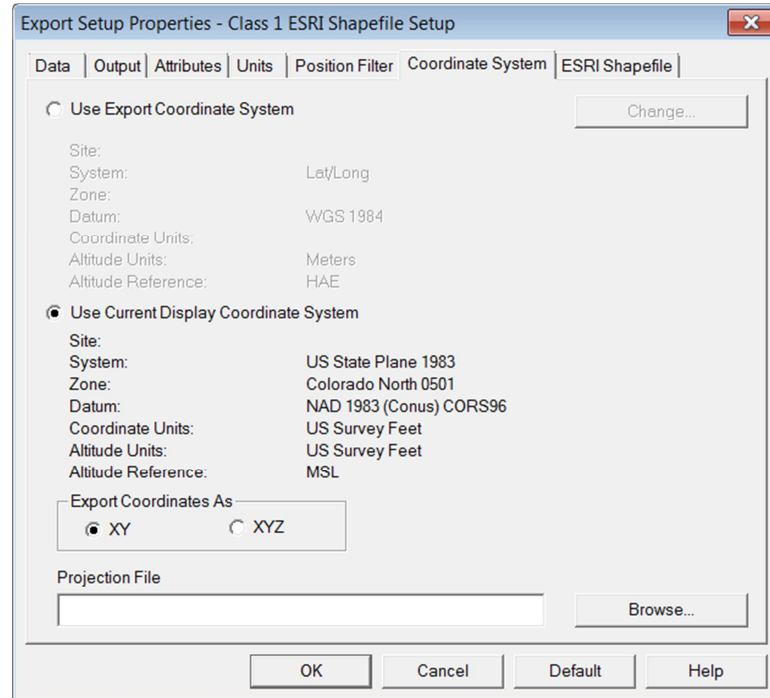 Export Setup Properties - Class 1 ESRI Shapefile Setup
Data Output Attributes Units Position Filter Coordinate System ESRI Shapefile
Use Export Coordinate System Change...
Site:
System: Lat/Long
Zone:
Datum: WGS 1984
Coordinate Units:
Altitude Units: Meters
Altitude Reference: HAE
Use Current Display Coordinate System
Site:
System: US State Plane 1983
Zone: Colorado North 0501
Datum: NAD 1983 (Conus) CORS96
Coordinate Units: US Survey Feet
Altitude Units: US Survey Feet
Altitude Reference: MSL
Export Coordinates As
XY XYZ
Projection File
Browse...
OK Cancel Default Help